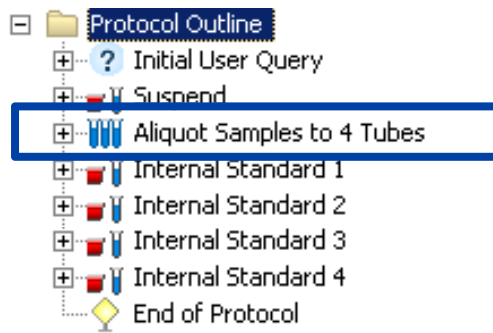 Protocol Outline
? Initial User Query
Suspend
Aliquot Samples to 4 Tubes
Internal Standard 1
Internal Standard 2
Internal Standard 3
Internal Standard 4
End of Protocol